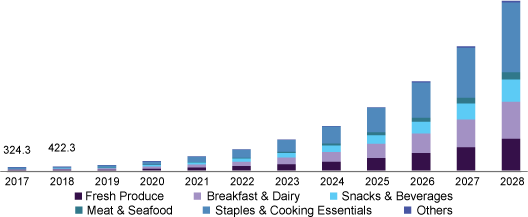 324.3 422.3
2017 2018 2019 2020 2021 2022 2023 2024 2025 2026 2027 2028
Fresh Produce Breakfast & Dairy Snacks & Beverages
Meat & Seafood Staples & Cooking Essentials Others